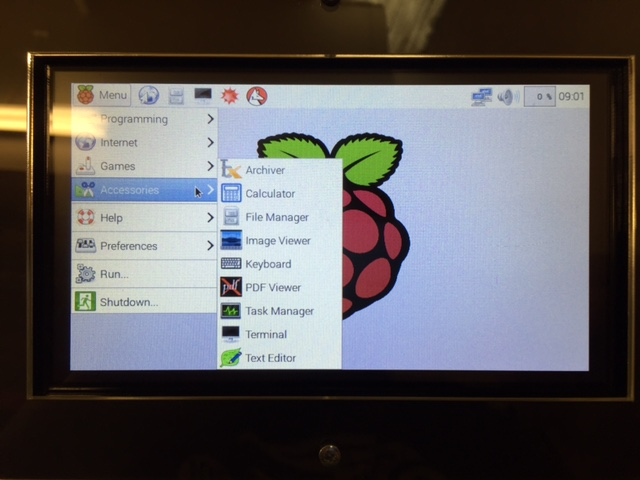 Menu
0 %
09:01
Programming
Internet
Games
Accessories
Help
Preferences
Run...
Shutdown...
Archiver
Calculator
File Manager
Image Viewer
Keyboard
pdf
PDF Viewer
Task Manager
Terminal
Text Editor